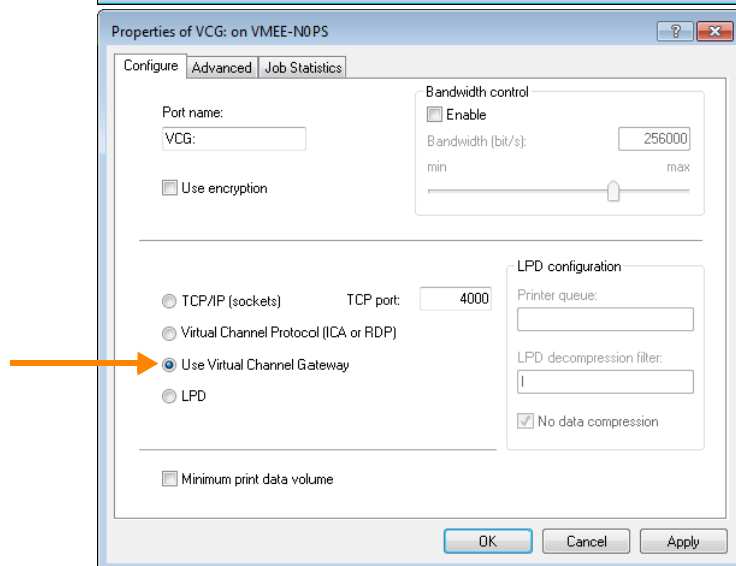 Properties of VCG: on VMEE-N0PS
Configure Advanced Job Statistics
Port name:
VCG:
Use encryption
Bandwidth control
Enable
Bandwidth (bit/s): 256000
min max
TCP/IP (sockets) TCP port: 4000
Virtual Channel Protocol (ICA or RDP)
Use Virtual Channel Gateway
LPD
LPD configuration
Printer queue:
LPD decompression filter:
|
No data compression
Minimum print data volume
OK Cancel Apply